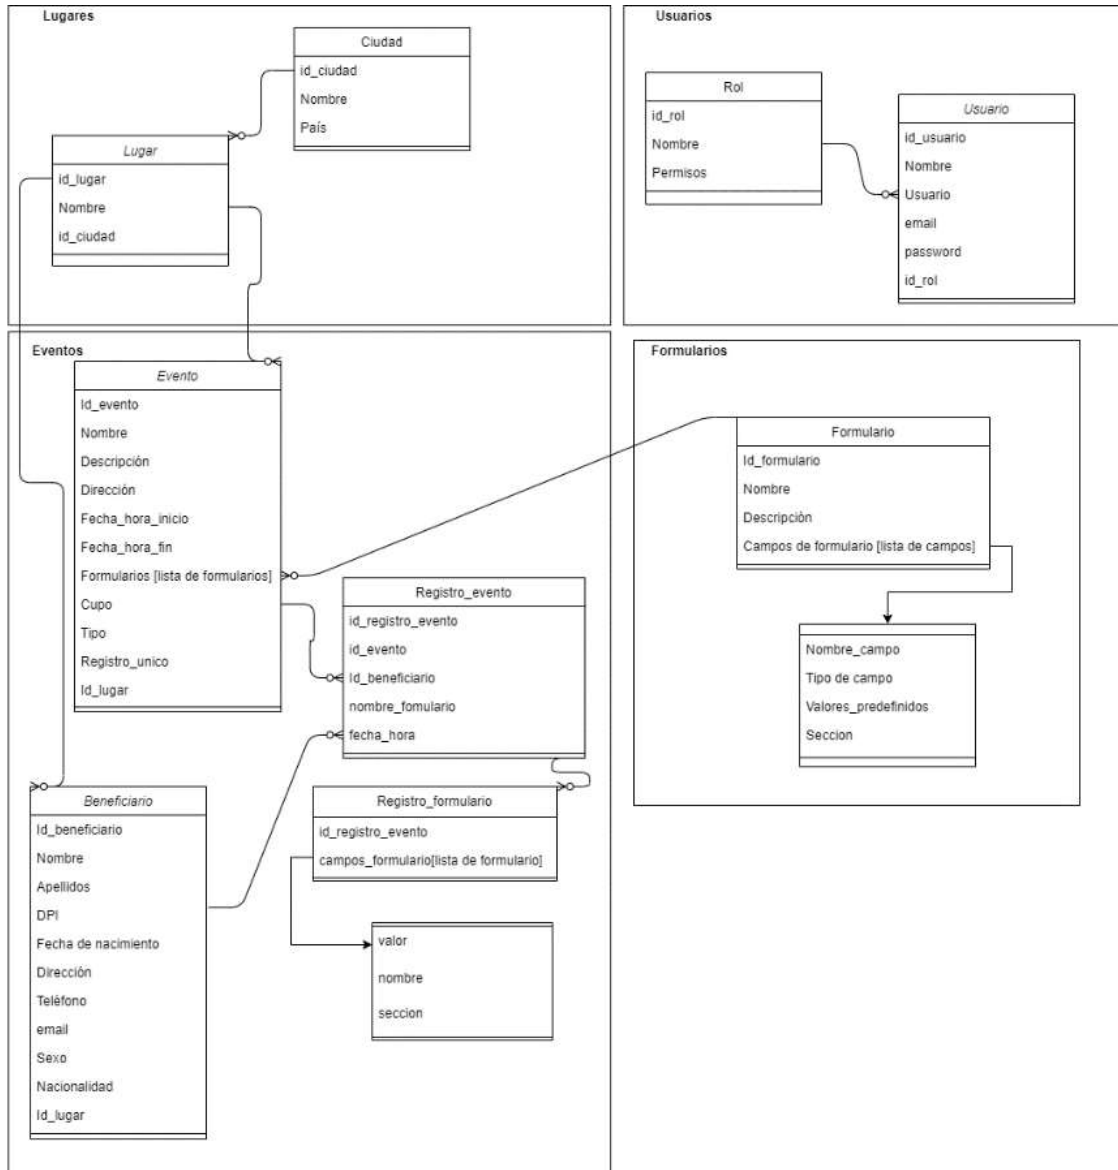 Lugares
Ciudad
id_ciudad
Nombre
País
Lugar
id_lugar
Nombre
id_ciudad
Usuarios
Rol
id_rol
Nombre
Permisos
Usuario
id_usuario
Nombre
Usuario
email
password
id_rol
Eventos
Evento
Id_evento
Nombre
Descripción
Dirección
Fecha_hora_inicio
Fecha_hora_fin
Formularios [lista de formularios]
Cupo
Tipo
Registro_unico
Id_lugar
Registro_evento
id_registro_evento
id_evento
Id_beneficiario
nombre_fomulario
fecha_hora
Beneficiario
Id_beneficiario
Nombre
Apellidos
DPI
Fecha de nacimiento
Dirección
Teléfono
email
Sexo
Nacionalidad
Id_lugar
Registro_formulario
id_registro_evento
campos_formulario[lista de formulario]
valor
nombre
seccion
Formularios
Formulario
Id_formulario
Nombre
Descripción
Campos de formulario [lista de campos]
Nombre_campo
Tipo de campo
Valores_predefinidos
Seccion